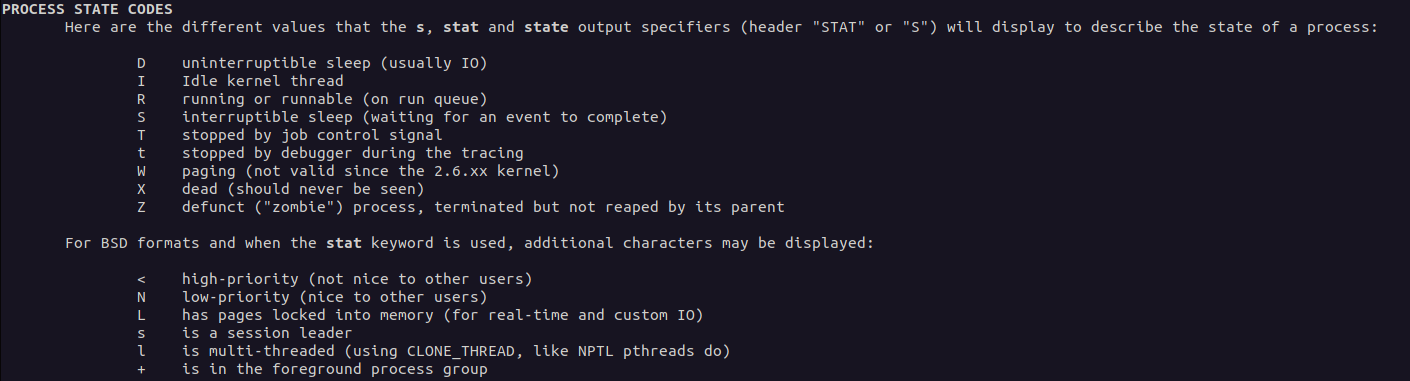 PROCESS STATE CODES
Here are the different values that the s, stat and state output specifiers (header "STAT" or "S") will display to describe the state of a process:
D uninterruptible sleep (usually IO)
I Idle kernel thread
R running or runnable (on run queue)
S interruptible sleep (waiting for an event to complete)
T stopped by job control signal
t stopped by debugger during the tracing
W paging (not valid since the 2.6.xx kernel)
X dead (should never be seen)
Z defunct ("zombie") process, terminated but not reaped by its parent
For BSD formats and when the stat keyword is used, additional characters may be displayed:
< high-priority (not nice to other users)
N low-priority (nice to other users)
L has pages locked into memory (for real-time and custom IO)
s is a session leader
l is multi-threaded (using CLONE_THREAD, like NPTL pthreads do)
+ is in the foreground process group